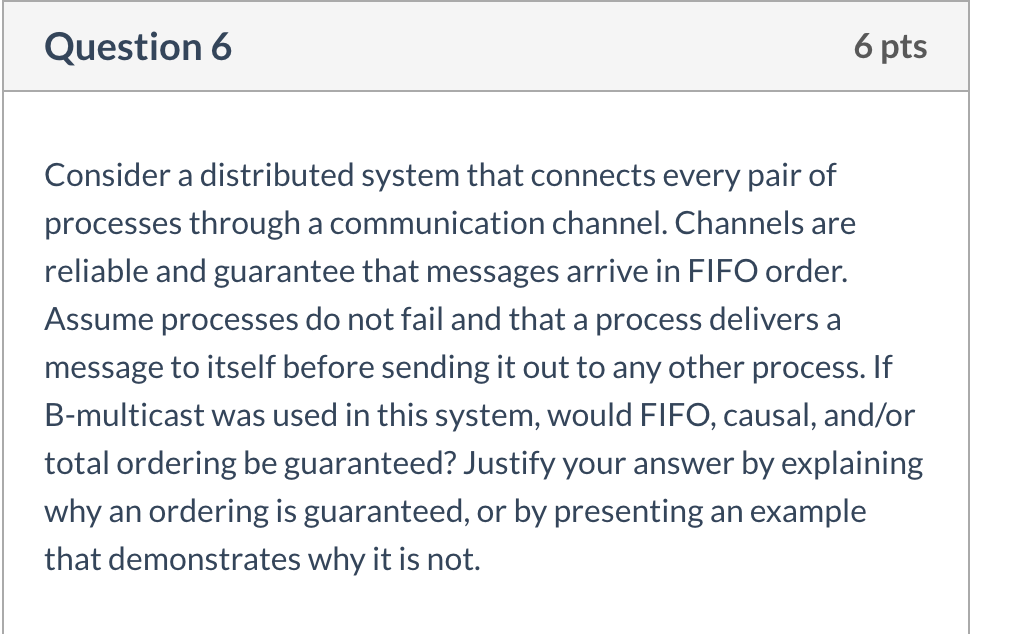 Question 6
6 pts
Consider a distributed system that connects every pair of
processes through a communication channel. Channels are
reliable and guarantee that messages arrive in FIFO order.
Assume processes do not fail and that a process delivers a
message to itself before sending it out to any other process. If
B-multicast was used in this system, would FIFO, causal, and/or
total ordering be guaranteed? Justify your answer by explaining
why an ordering is guaranteed, or by presenting an example
that demonstrates why it is not.